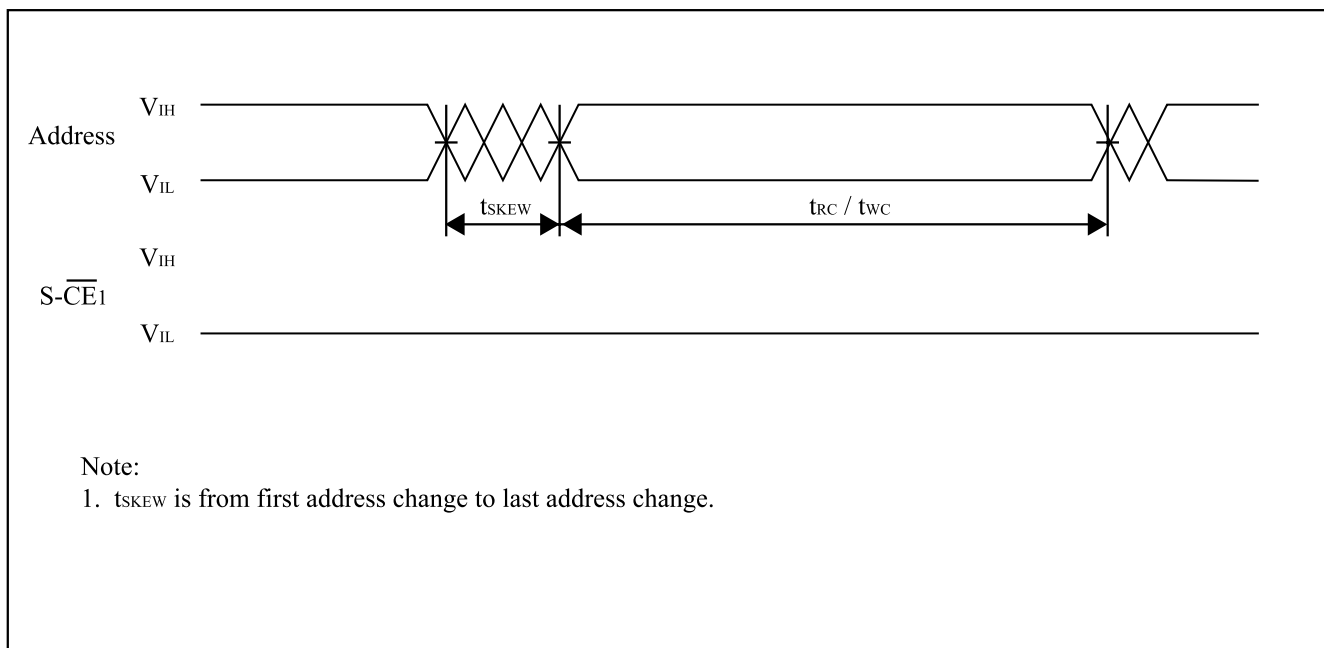 VIH
Address
VIL
tSKEW
tRC / tWC
VIH
S-C̅E̅1
VIL
Note:
1. tSKEW is from first address change to last address change.